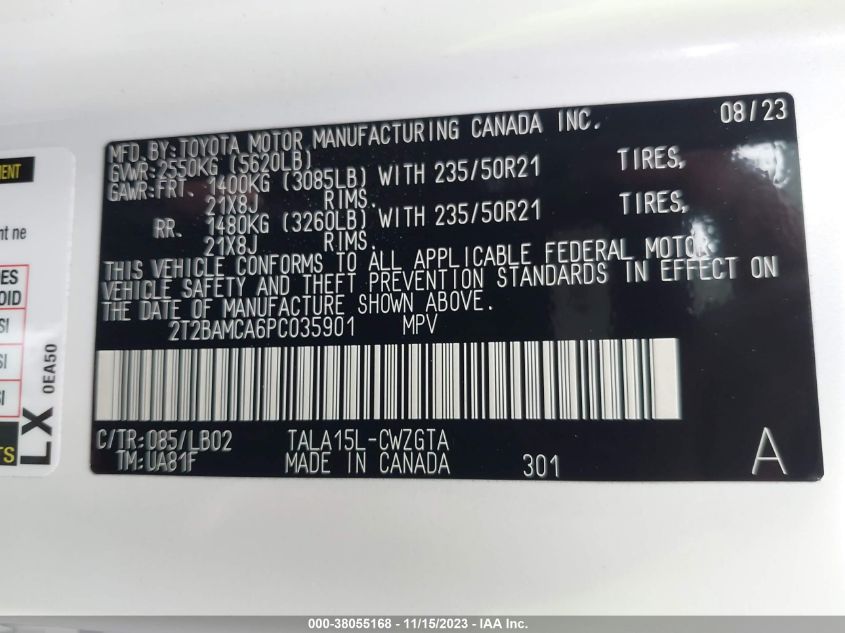 MFD.BY:TOYOTA MOTOR MANUFACTURING CANADA INC. 08/23
GVWR:2550KG (5620LB)
GAWR:FRT. 1400KG (3085LB) WITH 235/50R21 TIRES,
21X8J RIMS.
RR. 1480KG (3260LB) WITH 235/50R21 TIRES,
21X8J RIMS.
THIS VEHICLE CONFORMS TO ALL APPLICABLE FEDERAL MOTOR
VEHICLE SAFETY AND THEFT PREVENTION STANDARDS IN EFFECT ON
THE DATE OF MANUFACTURE SHOWN ABOVE.
2T2BAMCA6PC035901 MPV
C/TR:085/LB02 TALA15L-CWZGTA
TM:UA81F MADE IN CANADA 301 A
LX 0EA50
000-38055168 - 11/15/2023 - IAA Inc.